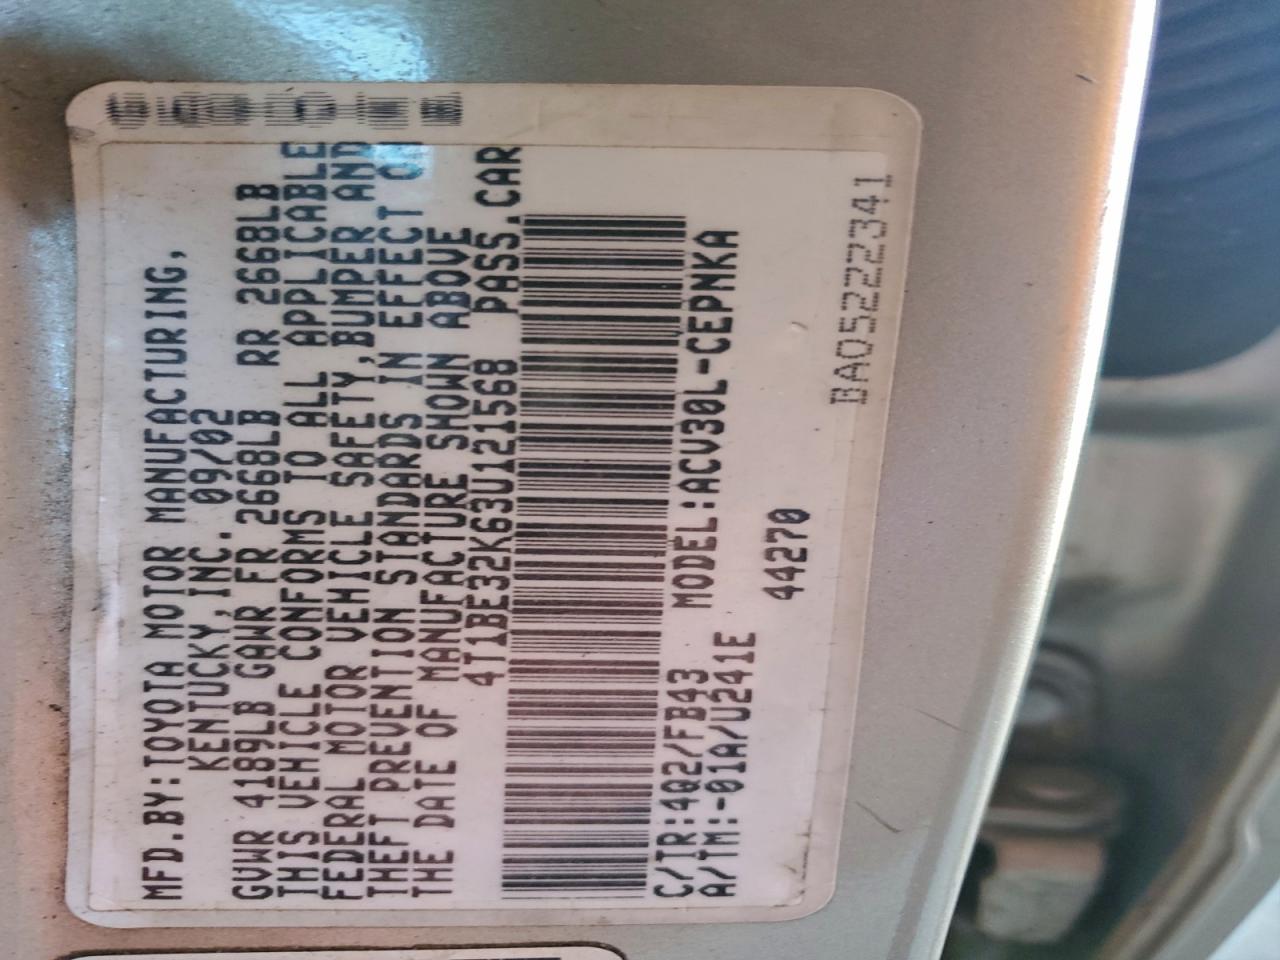 MFD.BY:TOYOTA MOTOR MANUFACTURING,
KENTUCKY,INC. 09/02
GVWR 4189LB GAWR FR 2668LB RR 2668LB
THIS VEHICLE CONFORMS TO ALL APPLICABLE
FEDERAL MOTOR VEHICLE SAFETY,BUMPER AND
THEFT PREVENTION STANDARDS IN EFFECT ON
THE DATE OF MANUFACTURE SHOWN ABOVE
4T1BE32K63U121568 PASS.CAR
C/TR:4Q2/FB43 MODEL:ACV30L-CEPNKA
A/TM:-01A/U241E
44270
BA05222341